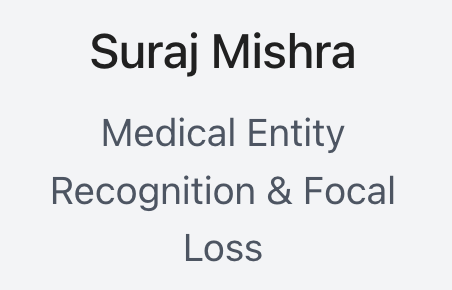 Suraj Mishra
Medical Entity
Recognition & Focal
Loss